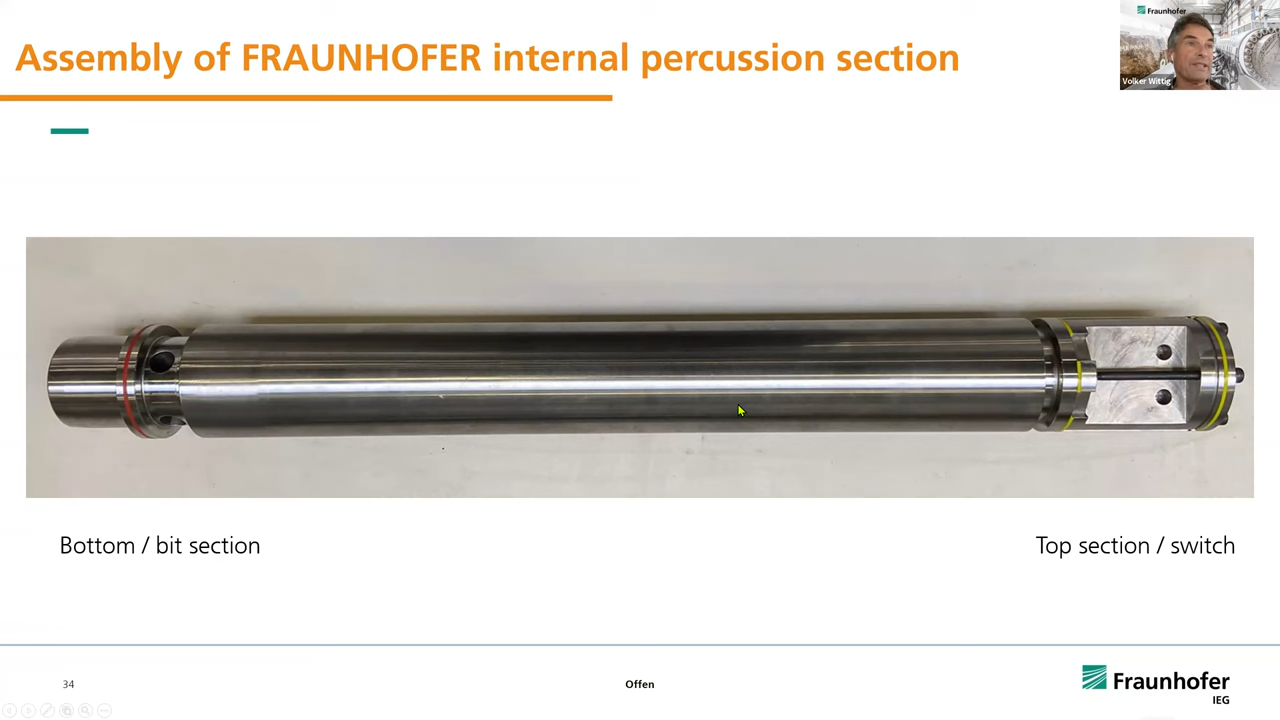 Assembly of FRAUNHOFER internal percussion section
Fraunhofer
Volker Wittig
Bottom / bit section
Top section / switch
34
Offen
Fraunhofer
IEG